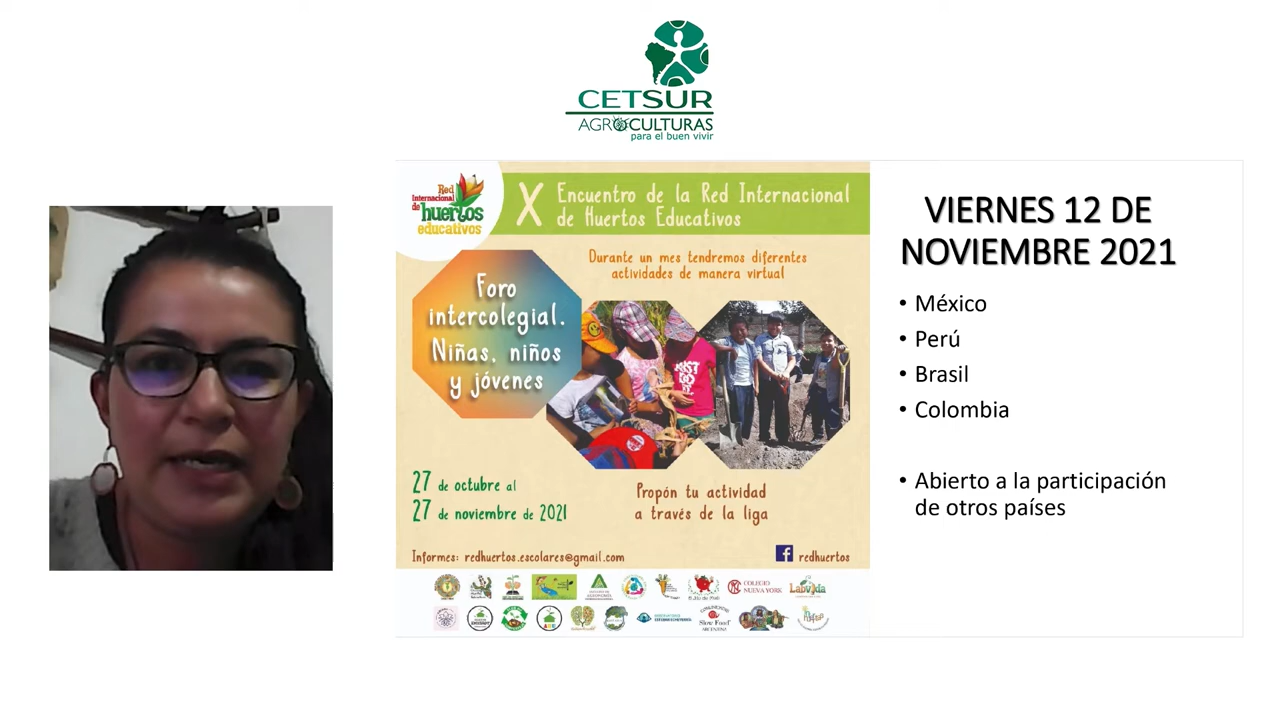 CETSUR
AGROCULTURAS
para el buen vivir
Red
Internacional
de huertos
educativos
X Encuentro de la Red Internacional
de Huertos Educativos
Durante un mes tendremos diferentes
actividades de manera virtual
Foro
intercolegial.
Niñas, niños
y jóvenes
27 de octubre al
27 de noviembre de 2021
Propón tu actividad
a través de la liga
Informes: redhuertos.escolares@gmail.com
redhuertos
COLEGIO
NUEVA YORK
Labvida
Slow Food
VIERNES 12 DE
NOVIEMBRE 2021
• México
• Perú
• Brasil
• Colombia
• Abierto a la participación
de otros países